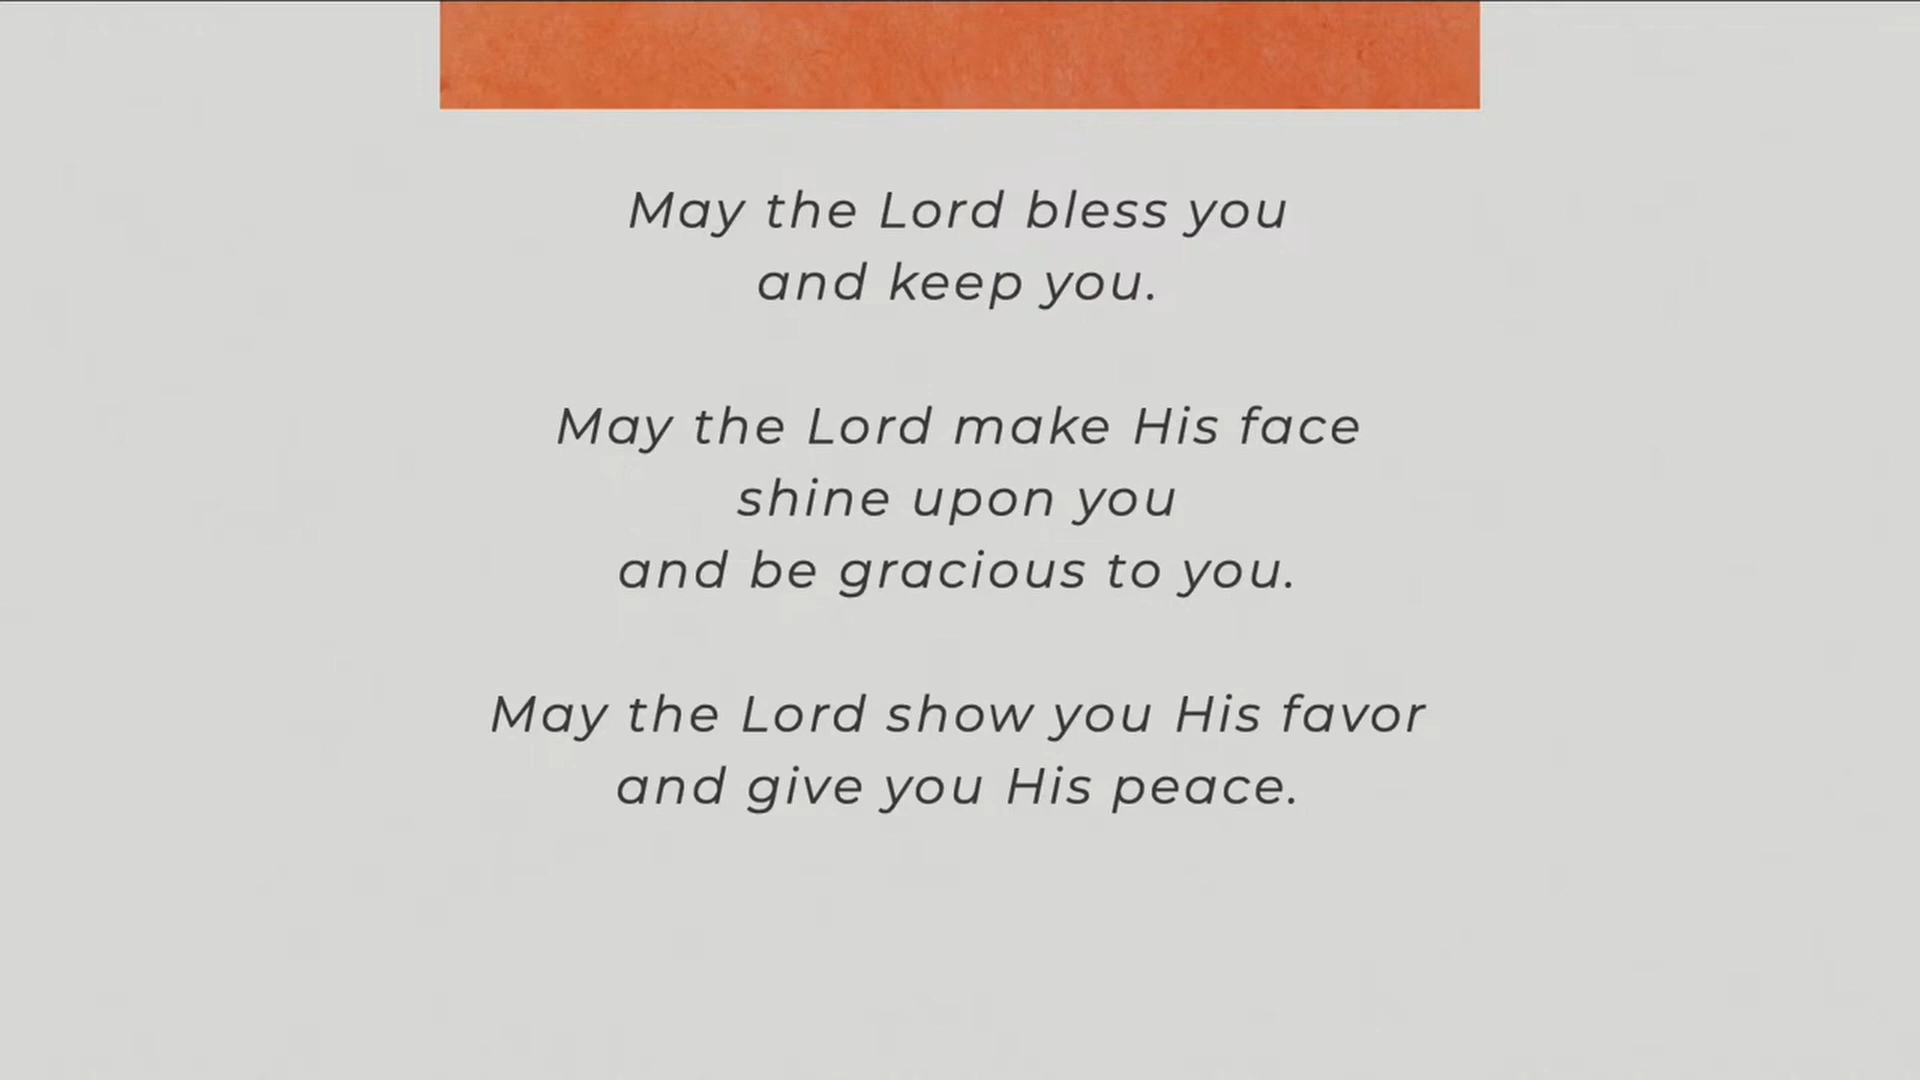 May the Lord bless you
and keep you.
May the Lord make His face
shine upon you
and be gracious to you.
May the Lord show you His favor
and give you His peace.